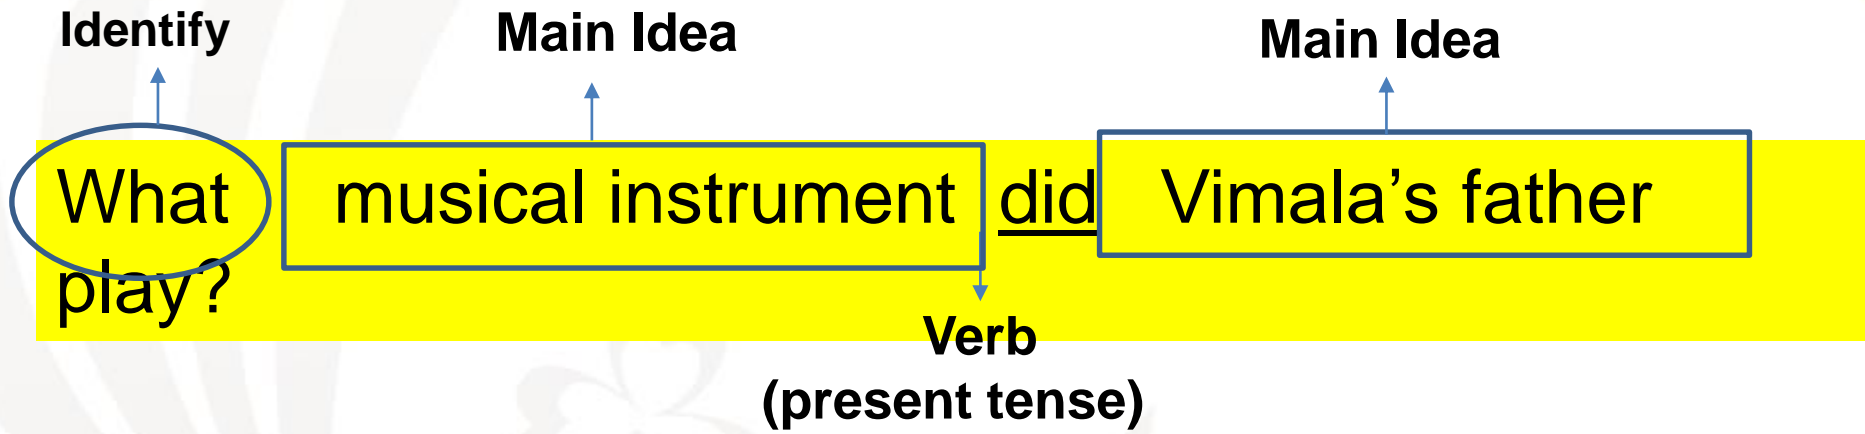 Identify Main Idea Main Idea
What musical instrument did Vimala’s father
play?
Verb
(present tense)